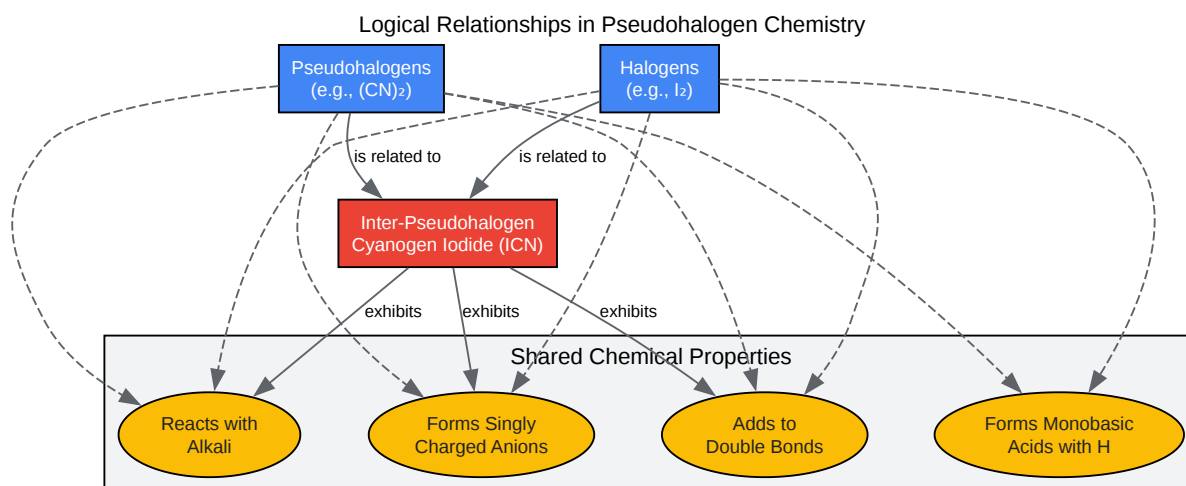 Logical Relationships in Pseudohalogen Chemistry
Pseudohalogens
(e.g., (CN)₂)
Halogens
(e.g., I₂)
is related to
is related to
Inter-Pseudohalogen
Cyanogen Iodide (ICN)
exhibits
exhibits
exhibits
Shared Chemical Properties
Reacts with
Alkali
Forms Singly
Charged Anions
Adds to
Double Bonds
Forms Monobasic
Acids with H